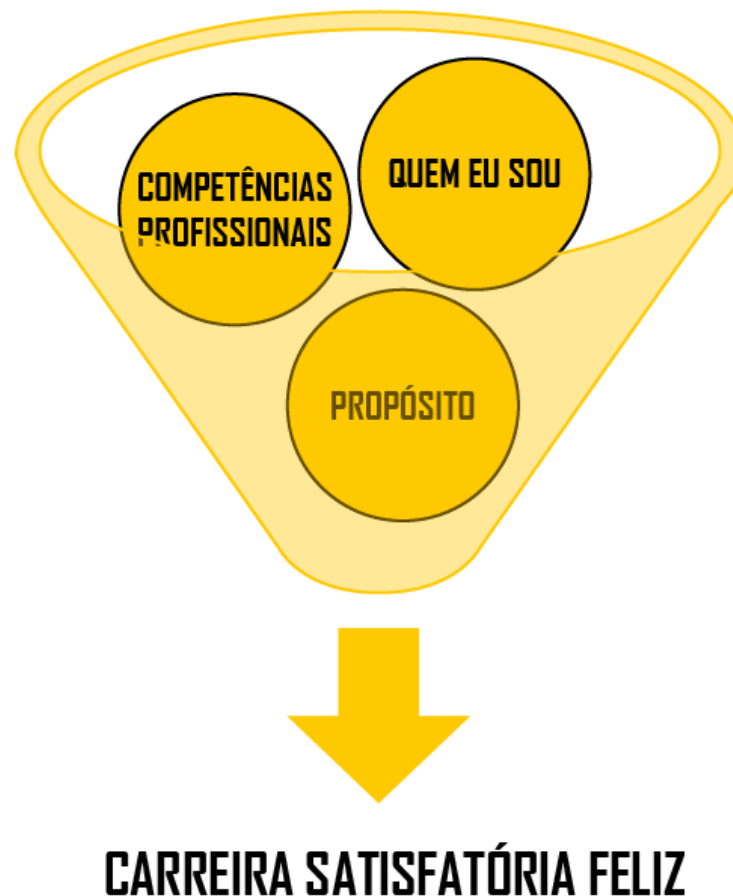 COMPETÊNCIAS
PROFISSIONAIS
QUEM EU SOU
PROPÓSITO
CARREIRA SATISFATÓRIA FELIZ